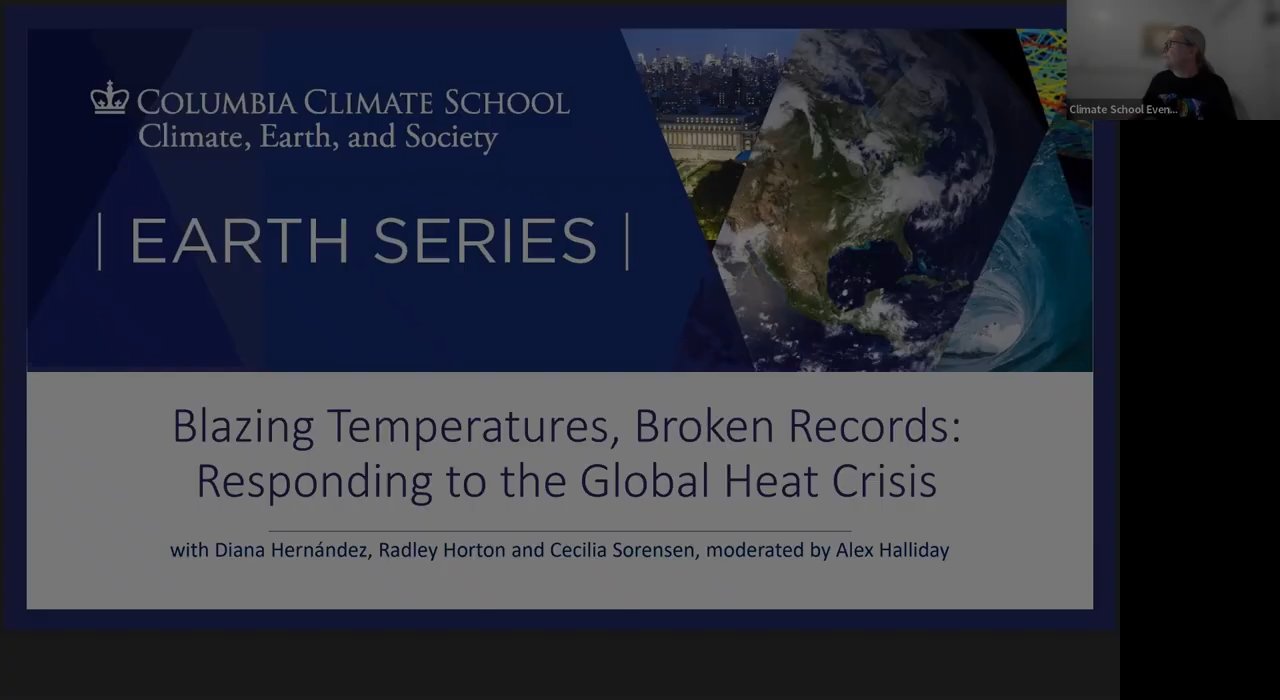 COLUMBIA CLIMATE SCHOOL
Climate, Earth, and Society
| EARTH SERIES |
Climate School Even...
Blazing Temperatures, Broken Records:
Responding to the Global Heat Crisis
with Diana Hernández, Radley Horton and Cecilia Sorensen, moderated by Alex Halliday